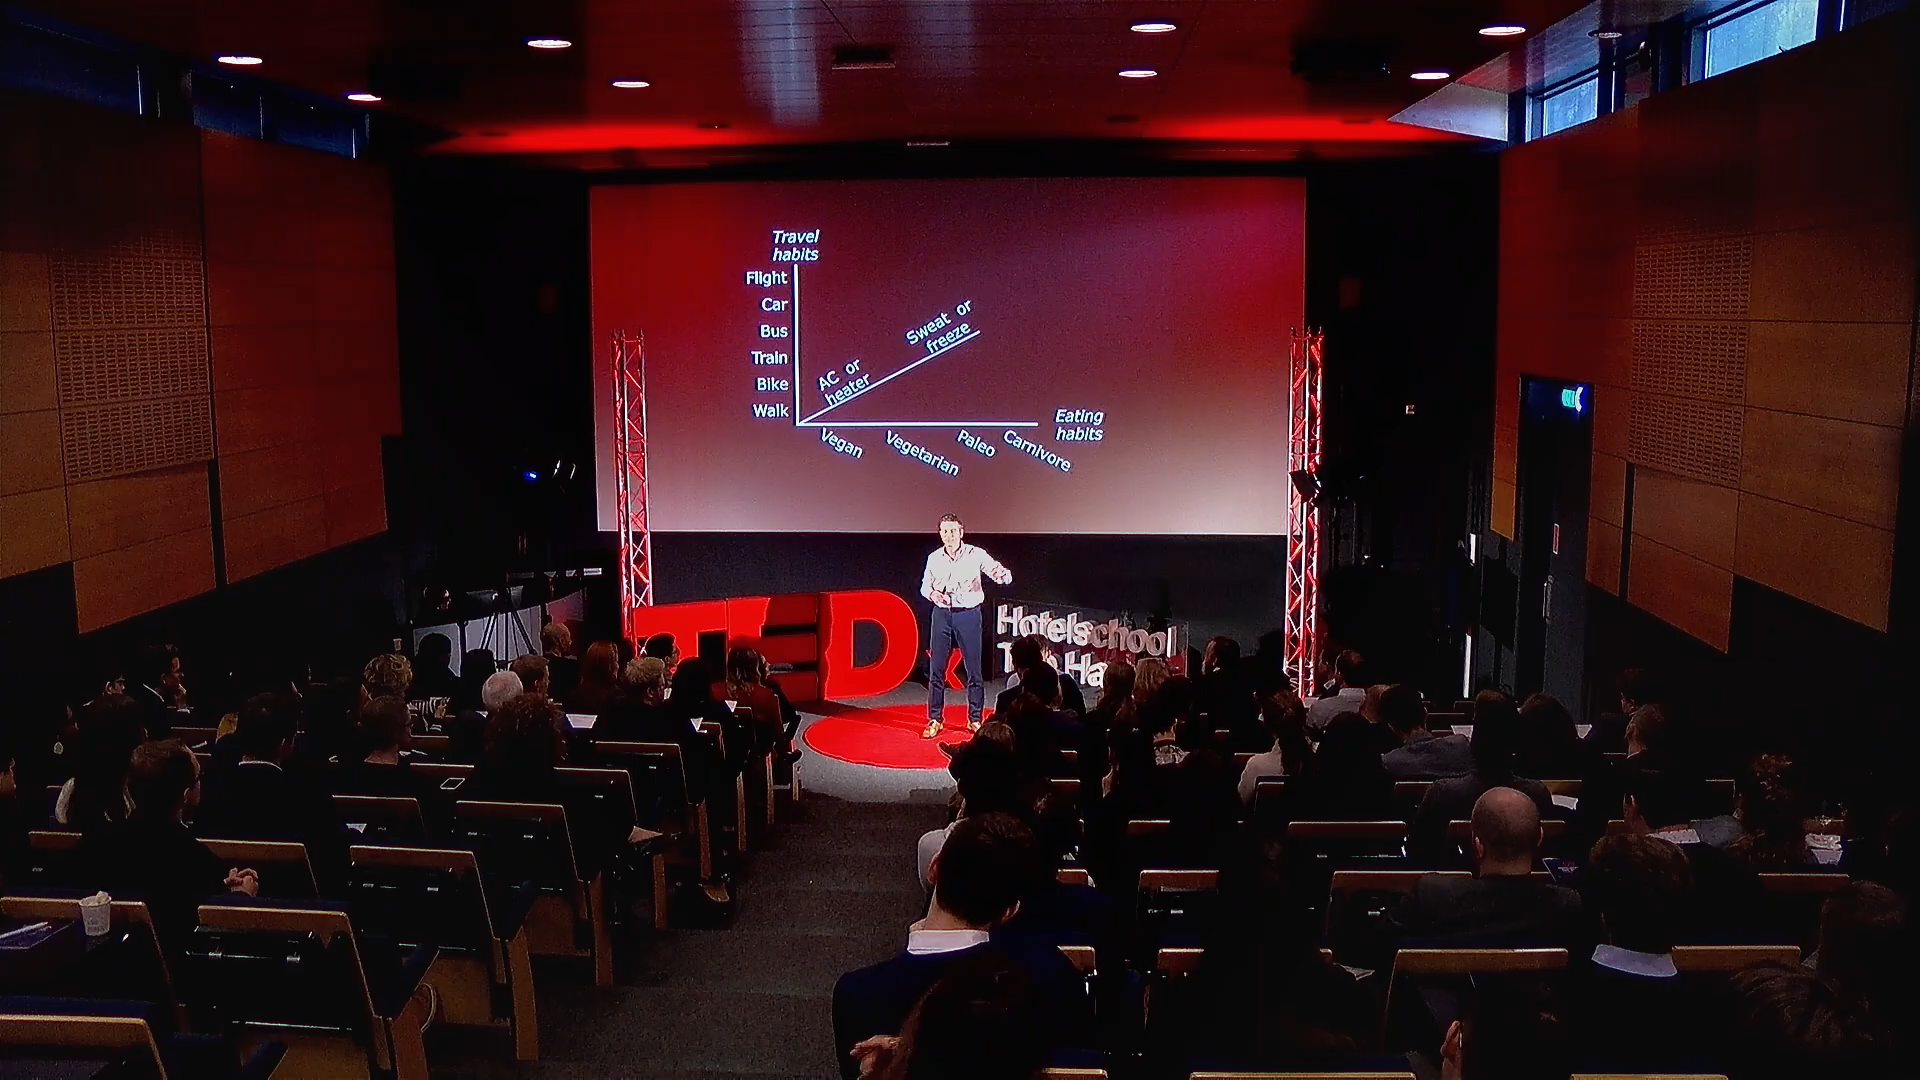 Travel
habits
Flight
Car
Bus
Train
Bike
Walk
AC or
heater
Sweat or
freeze
Eating
habits
Vegan
Vegetarian
Paleo
Carnivore
TEDx
Hotelschool